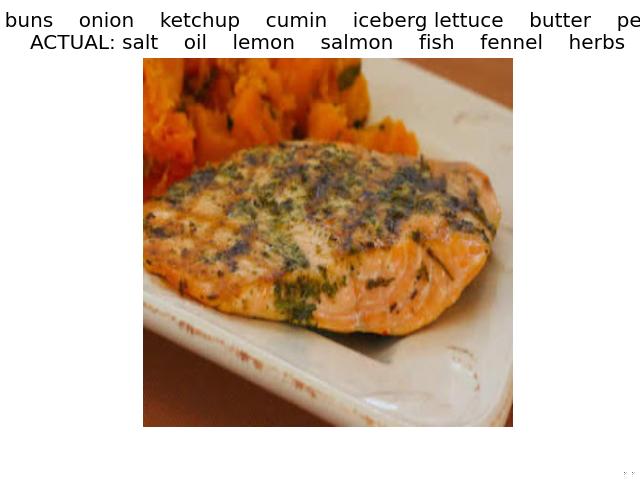 buns onion ketchup cumin iceberg lettuce butter
ACTUAL: salt oil lemon salmon fish fennel herbs